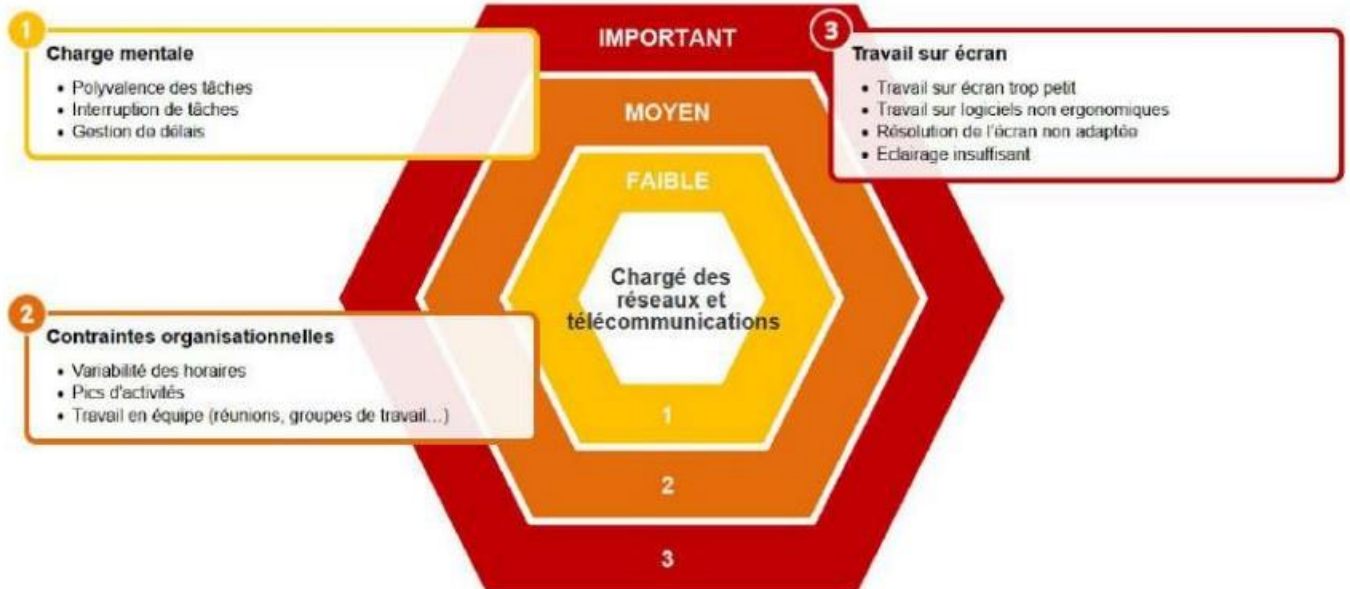 1
Charge mentale
• Polyvalence des tâches
• Interruption de tâches
• Gestion de délais
2
Contraintes organisationnelles
• Variabilité des horaires
• Pics d'activités
• Travail en équipe (réunions, groupes de travail...)
IMPORTANT
MOYEN
FAIBLE
Chargé des
réseaux et
télécommunications
1
2
3
3
Travail sur écran
• Travail sur écran trop petit
• Travail sur logiciels non ergonomiques
• Résolution de l'écran non adaptée
• Eclairage insuffisant